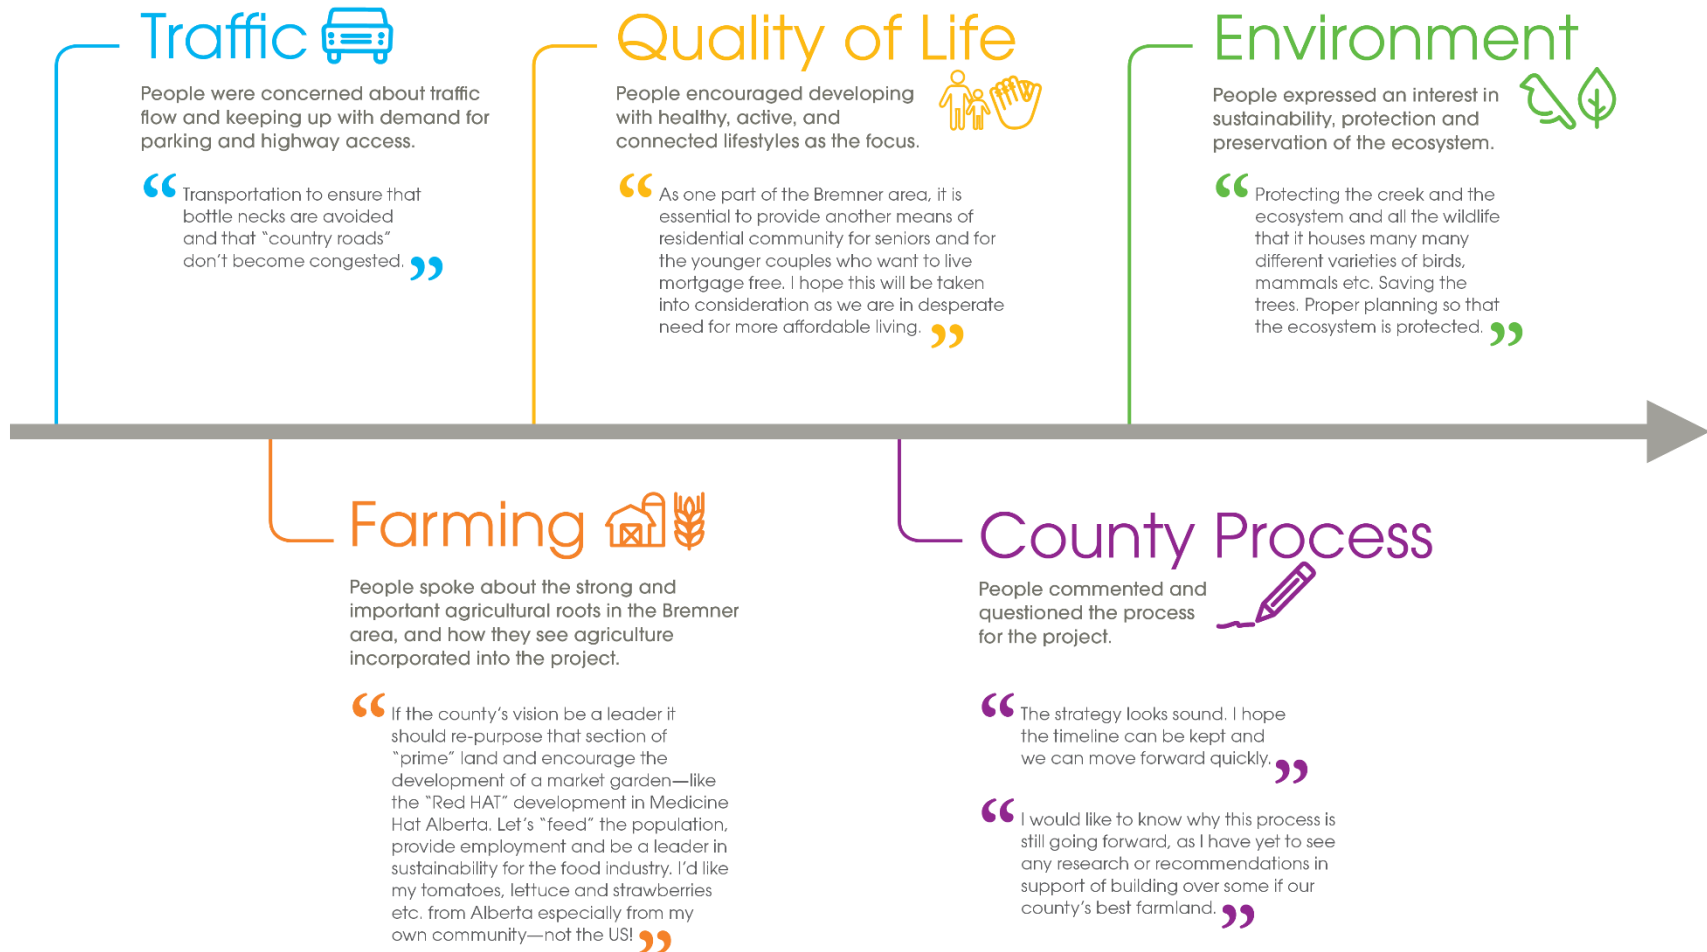 Traffic
People were concerned about traffic
flow and keeping up with demand for
parking and highway access.
“ Transportation to ensure that
bottle necks are avoided
and that “country roads”
don’t become congested. ”
Quality of Life
People encouraged developing
with healthy, active, and
connected lifestyles as the focus.
“ As one part of the Bremner area, it is
essential to provide another means of
residential community for seniors and for
the younger couples who want to live
mortgage free. I hope this will be taken
into consideration as we are in desperate
need for more affordable living. ”
Environment
People expressed an interest in
sustainability, protection and
preservation of the ecosystem.
“ Protecting the creek and the
ecosystem and all the wildlife
that it houses many many
different varieties of birds,
mammals etc. Saving the
trees. Proper planning so that
the ecosystem is protected. ”
Farming
People spoke about the strong and
important agricultural roots in the Bremner
area, and how they see agriculture
incorporated into the project.
“ If the county’s vision be a leader it
should re-purpose that section of
“prime” land and encourage the
development of a market garden—like
the “Red HAT” development in Medicine
Hat Alberta. Let’s “feed” the population,
provide employment and be a leader in
sustainability for the food industry. I’d like
my tomatoes, lettuce and strawberries
etc. from Alberta especially from my
own community—not the US! ”
County Process
People commented and
questioned the process
for the project.
“ The strategy looks sound. I hope
the timeline can be kept and
we can move forward quickly. ”
“ I would like to know why this process is
still going forward, as I have yet to see
any research or recommendations in
support of building over some if our
county’s best farmland. ”